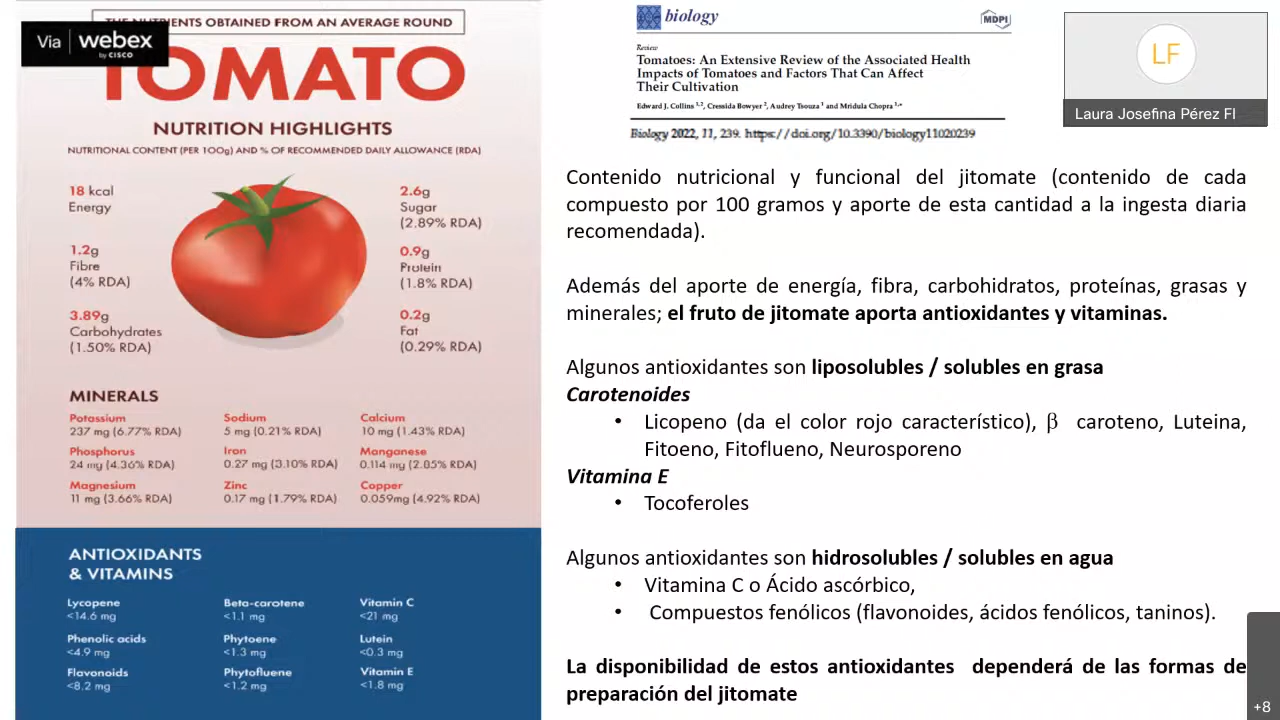 THE NUTRIENTS OBTAINED FROM AN AVERAGE ROUND
Via webex
by CISCO
TOMATO
NUTRITION HIGHLIGHTS
NUTRITIONAL CONTENT (PER 100g) AND % OF RECOMMENDED DAILY ALLOWANCE (RDA)
18 kcal
Energy
2.6g
Sugar
(2.89% RDA)
1.2g
Fibre
(4% RDA)
0.9g
Protein
(1.8% RDA)
3.89g
Carbohydrates
(1.50% RDA)
0.2g
Fat
(0.29% RDA)
MINERALS
Potassium
237 mg (6.77% RDA)
Sodium
5 mg (0.21% RDA)
Calcium
10 mg (1.43% RDA)
Phosphorus
24 mg (4.36% RDA)
Iron
0.27 mg (3.10% RDA)
Manganese
0.114 mg (2.85% RDA)
Magnesium
11 mg (3.66% RDA)
Zinc
0.17 mg (1.79% RDA)
Copper
0.059mg (4.92% RDA)
ANTIOXIDANTS
& VITAMINS
Lycopene
<14.6 mg
Beta-carotene
<1.1 mg
Vitamin C
<21 mg
Phenolic acids
<4.9 mg
Phytoene
<1.3 mg
Lutein
<0.3 mg
Flavonoids
<8.2 mg
Phytofluene
<1.2 mg
Vitamin E
<1.8 mg
biology
MDPI
Review
Tomatoes: An Extensive Review of the Associated Health
Impacts of Tomatoes and Factors That Can Affect
Their Cultivation
Edward J. Collins 1,2, Cressida Bowyer 2, Audrey Tsouza 1 and Mridula Chopra 1,*
Biology 2022, 11, 239. https://doi.org/10.3390/biology11020239
LF
Laura Josefina Pérez Fl
Contenido nutricional y funcional del jitomate (contenido de cada
compuesto por 100 gramos y aporte de esta cantidad a la ingesta diaria
recomendada).
Además del aporte de energía, fibra, carbohidratos, proteínas, grasas y
minerales; el fruto de jitomate aporta antioxidantes y vitaminas.
Algunos antioxidantes son liposolubles / solubles en grasa
Carotenoides
• Licopeno (da el color rojo característico), β caroteno, Luteina,
Fitoeno, Fitoflueno, Neurosporeno
Vitamina E
• Tocoferoles
Algunos antioxidantes son hidrosolubles / solubles en agua
• Vitamina C o Ácido ascórbico,
• Compuestos fenólicos (flavonoides, ácidos fenólicos, taninos).
La disponibilidad de estos antioxidantes dependerá de las formas de
preparación del jitomate
+8